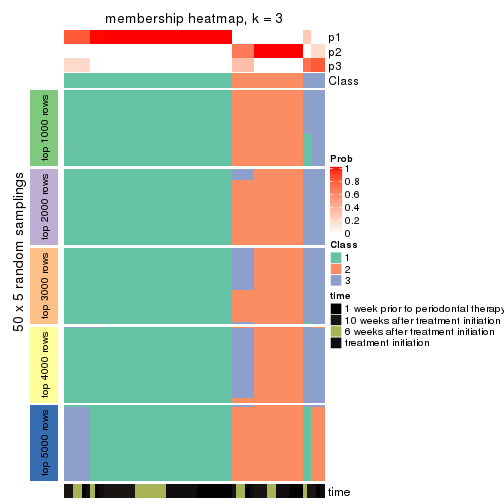 membership heatmap, k = 3
p1
p2
p3
Class
50 x 5 random samplings
top 1000 rows
top 2000 rows
top 3000 rows
top 4000 rows
top 5000 rows
Prob
1
0.8
0.6
0.4
0.2
0
Class
1
2
3
time
1 week prior to periodontal therapy
10 weeks after treatment initiation
6 weeks after treatment initiation
treatment initiation
time